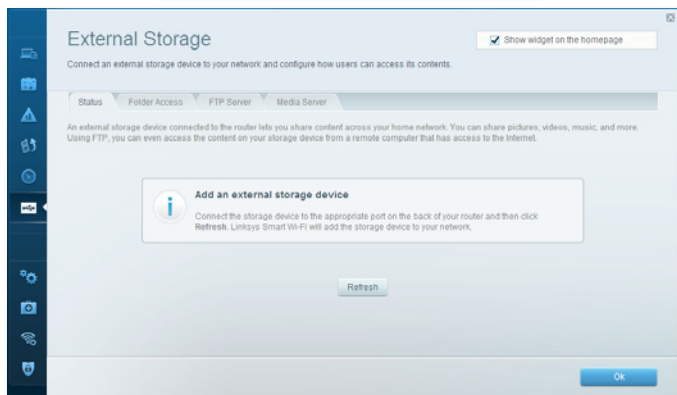 External Storage
Show widget on the homepage
Connect an external storage device to your network and configure how users can access its contents.
Status Folder Access FTP Server Media Server
An external storage device connected to the router lets you share content across your home network. You can share pictures, videos, music, and more.
Using FTP, you can even access the content on your storage device from a remote computer that has access to the Internet.
Add an external storage device
Connect the storage device to the appropriate port on the back of your router and then click
Refresh. Linksys Smart Wi-Fi will add the storage device to your network.
Refresh
Ok